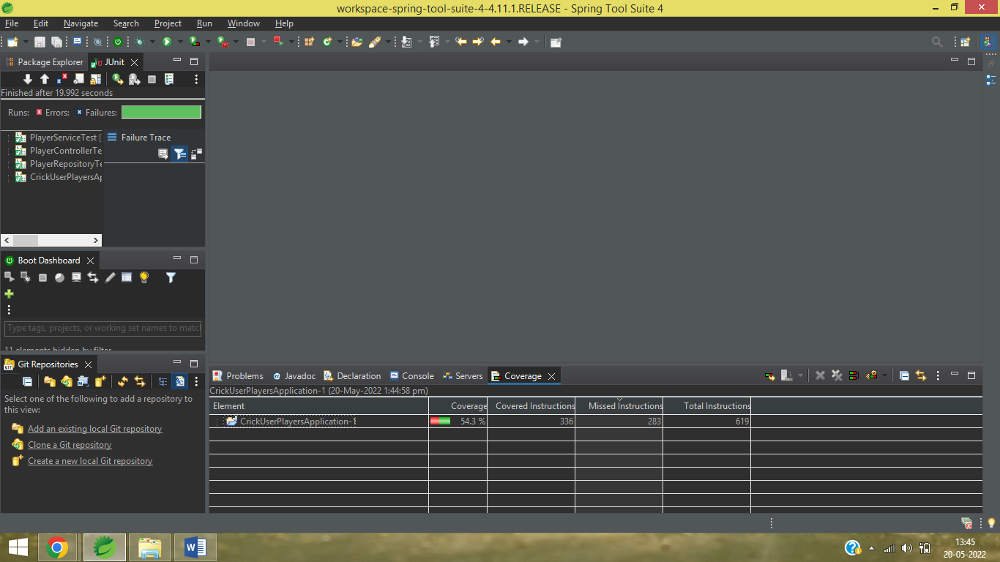 workspace-spring-tool-suite-4-4.11.1.RELEASE - Spring Tool Suite 4
File Edit Navigate Search Project Run Window Help
Package Explorer JUnit
Finished after 19.992 seconds
Runs: Errors: Failures:
PlayerServiceTest [
PlayerControllerTe
PlayerRepositoryTe
CrickUserPlayersAp
Failure Trace
Boot Dashboard
Type tags, projects, or working set names to match
11 elements hidden by filter
Git Repositories
Select one of the following to add a repository to
this view:
Add an existing local Git repository
Clone a Git repository
Create a new local Git repository
Problems Javadoc Declaration Console Servers Coverage
CrickUserPlayersApplication-1 (20-May-2022 1:44:58 pm)
Element Coverage Covered Instructions Missed Instructions Total Instructions
CrickUserPlayersApplication-1 54.3 % 336 283 619
13:45
20-05-2022